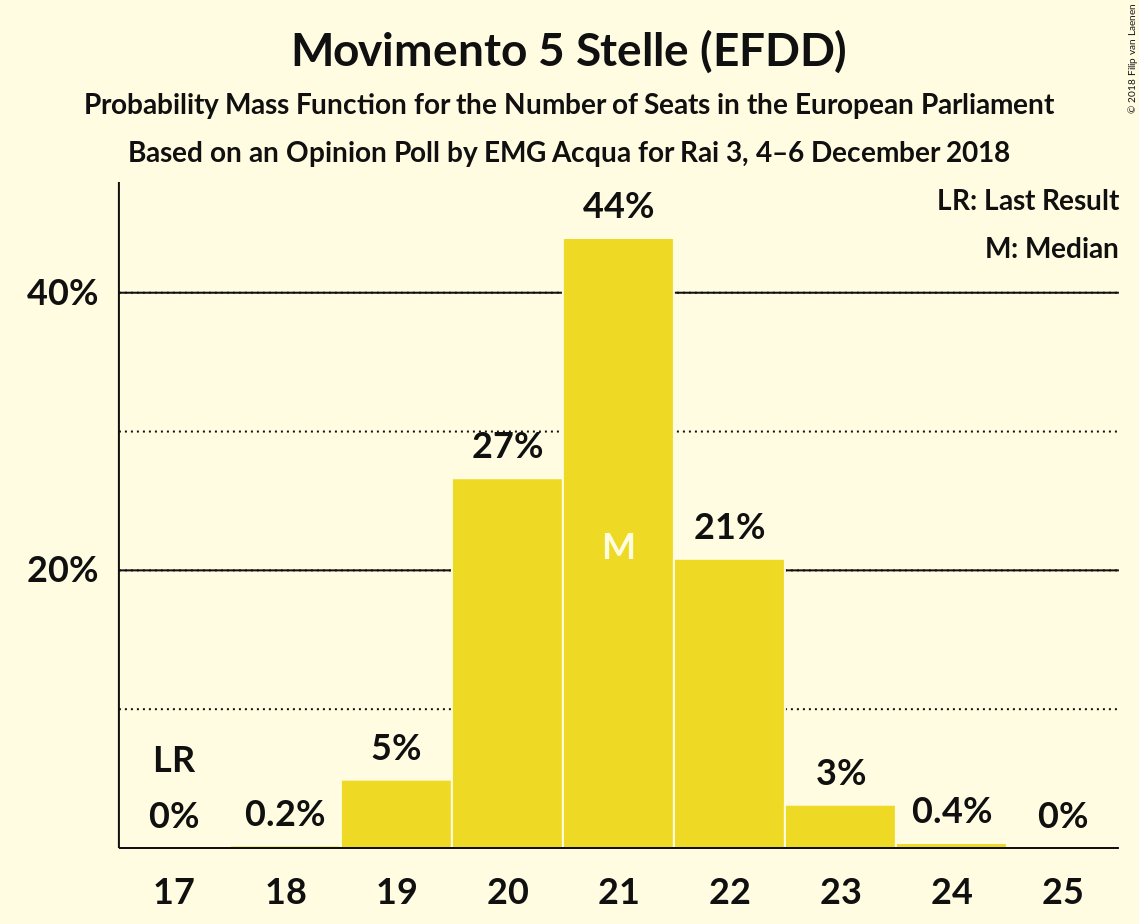 Movimento 5 Stelle (EFDD)
Probability Mass Function for the Number of Seats in the European Parliament
Based on an Opinion Poll by EMG Acqua for Rai 3, 4–6 December 2018
© 2018 Filip van Laenen
LR: Last Result
M: Median
44%
40%
27%
21%
M
20%
5%
LR
3%
0%
0.2%
0.4%
0%
17 18 19 20 21 22 23 24 25